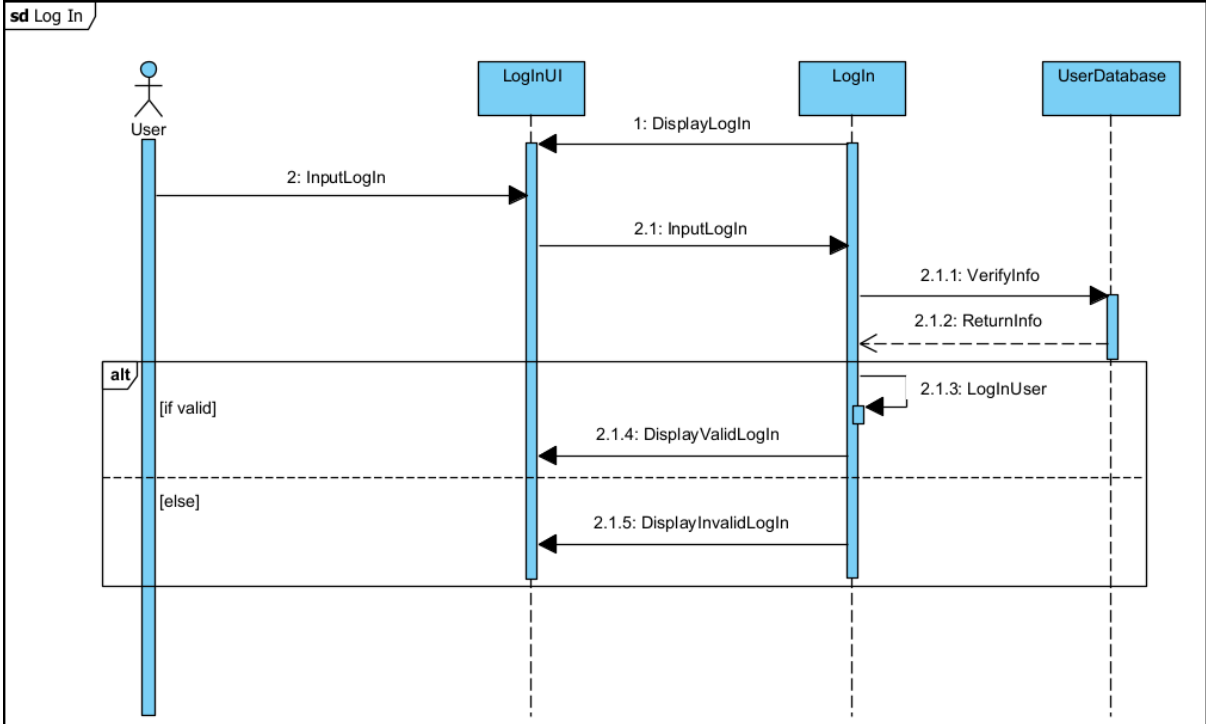 sd Log In
User
LogInUI
LogIn
UserDatabase
1: DisplayLogIn
2: InputLogIn
2.1: InputLogIn
2.1.1: VerifyInfo
2.1.2: ReturnInfo
alt
[if valid]
2.1.3: LogInUser
2.1.4: DisplayValidLogIn
[else]
2.1.5: DisplayInvalidLogIn